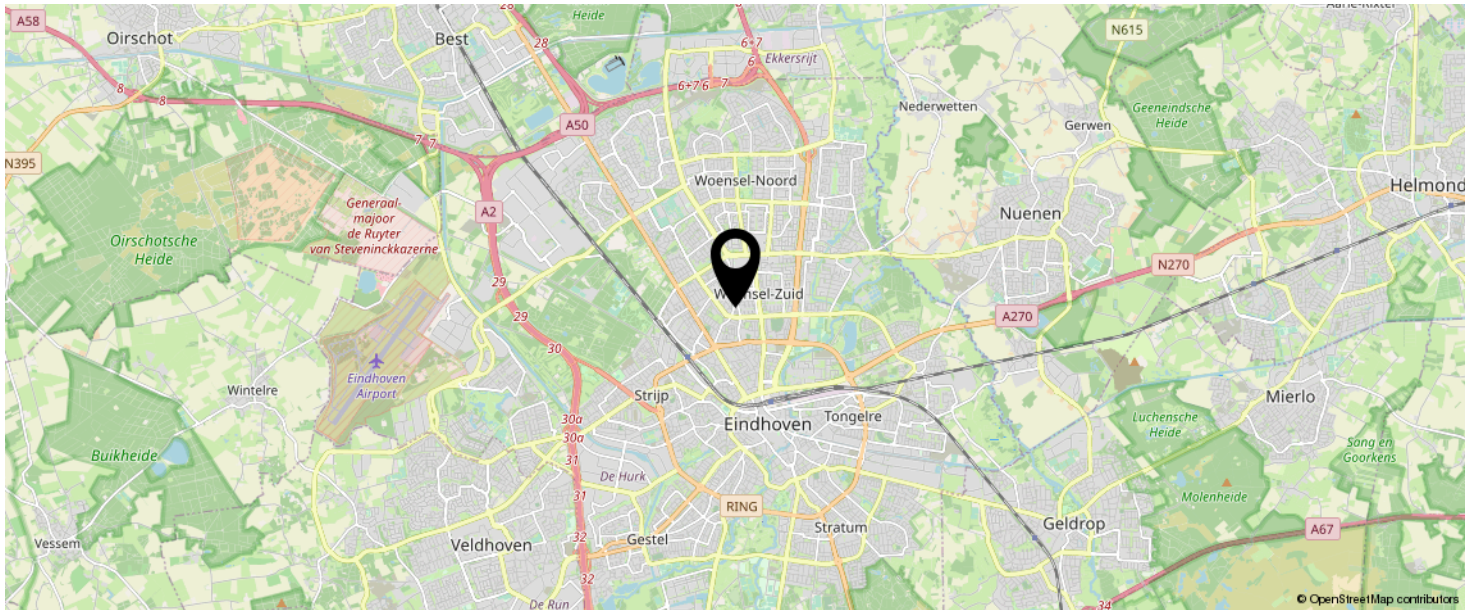 28
Heide
Aarle-Rixtel
A58
Oirschot
Best
28
6+7
6
Ekkersrijt
N615
8
8
6+7 6
7
Nederwetten
Geeneindsche
Heide
Gerwen
A50
7
7
N395
Woensel-Noord
Helmond
Generaal-
majoor
de Ruyter
van Steveninckkazerne
A2
Nuenen
Oirschotsche
Heide
N270
29
Woensel-Zuid
29
A270
30
Eindhoven
Airport
Wintelre
Strijp
Mierlo
30a
Tongelre
Luchensche
Heide
Eindhoven
30a
Buikheide
31
Sang en
Goorkens
De Hurk
31
Molenheide
RING
Stratum
Geldrop
A67
Vessem
Veldhoven
32
Gestel
32
De Run
34
© OpenStreetMap contributors